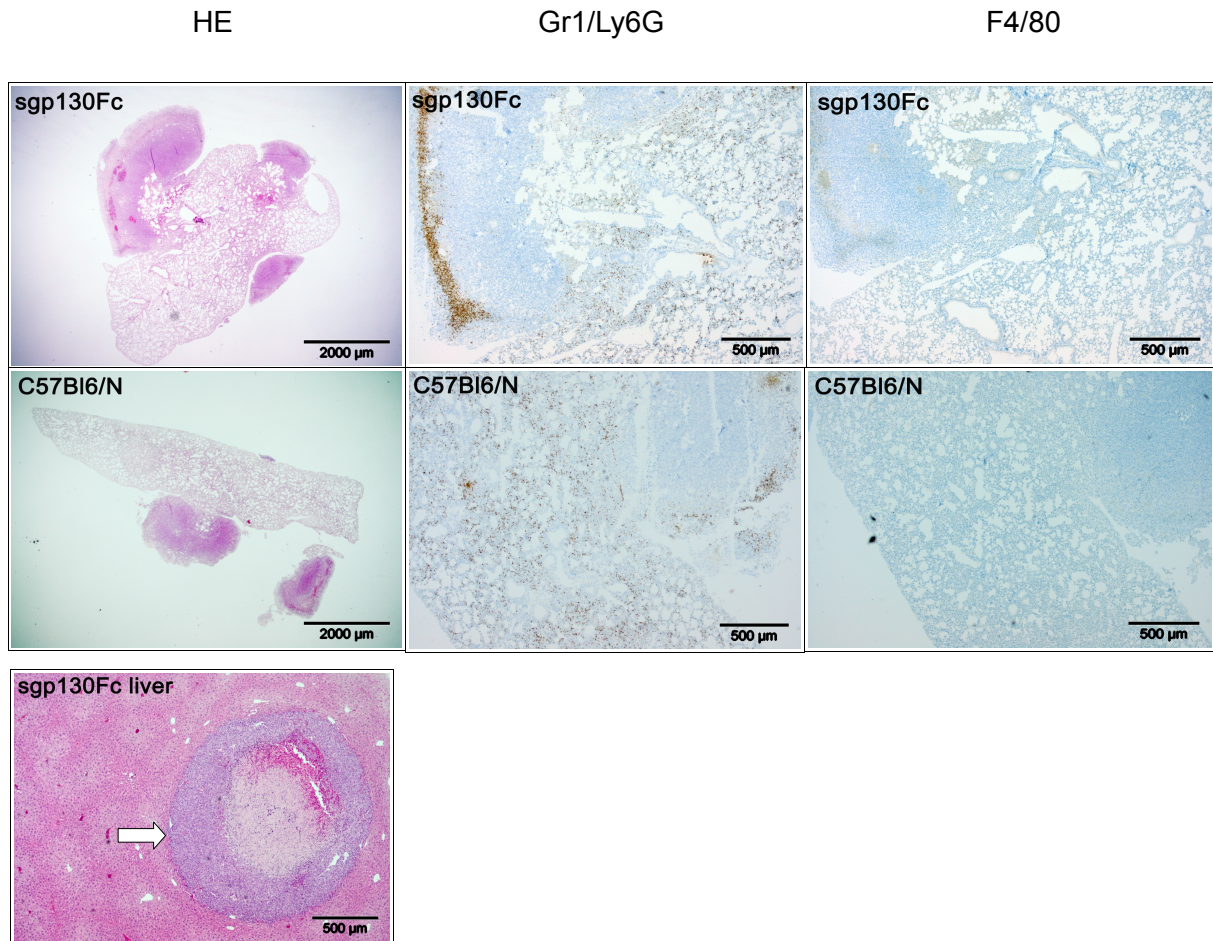 HE Gr1/Ly6G F4/80
sgp130Fc sgp130Fc sgp130Fc
2000 µm 500 µm 500 µm
C57Bl6/N C57Bl6/N C57Bl6/N
2000 µm 500 µm 500 µm
sgp130Fc liver
500 µm